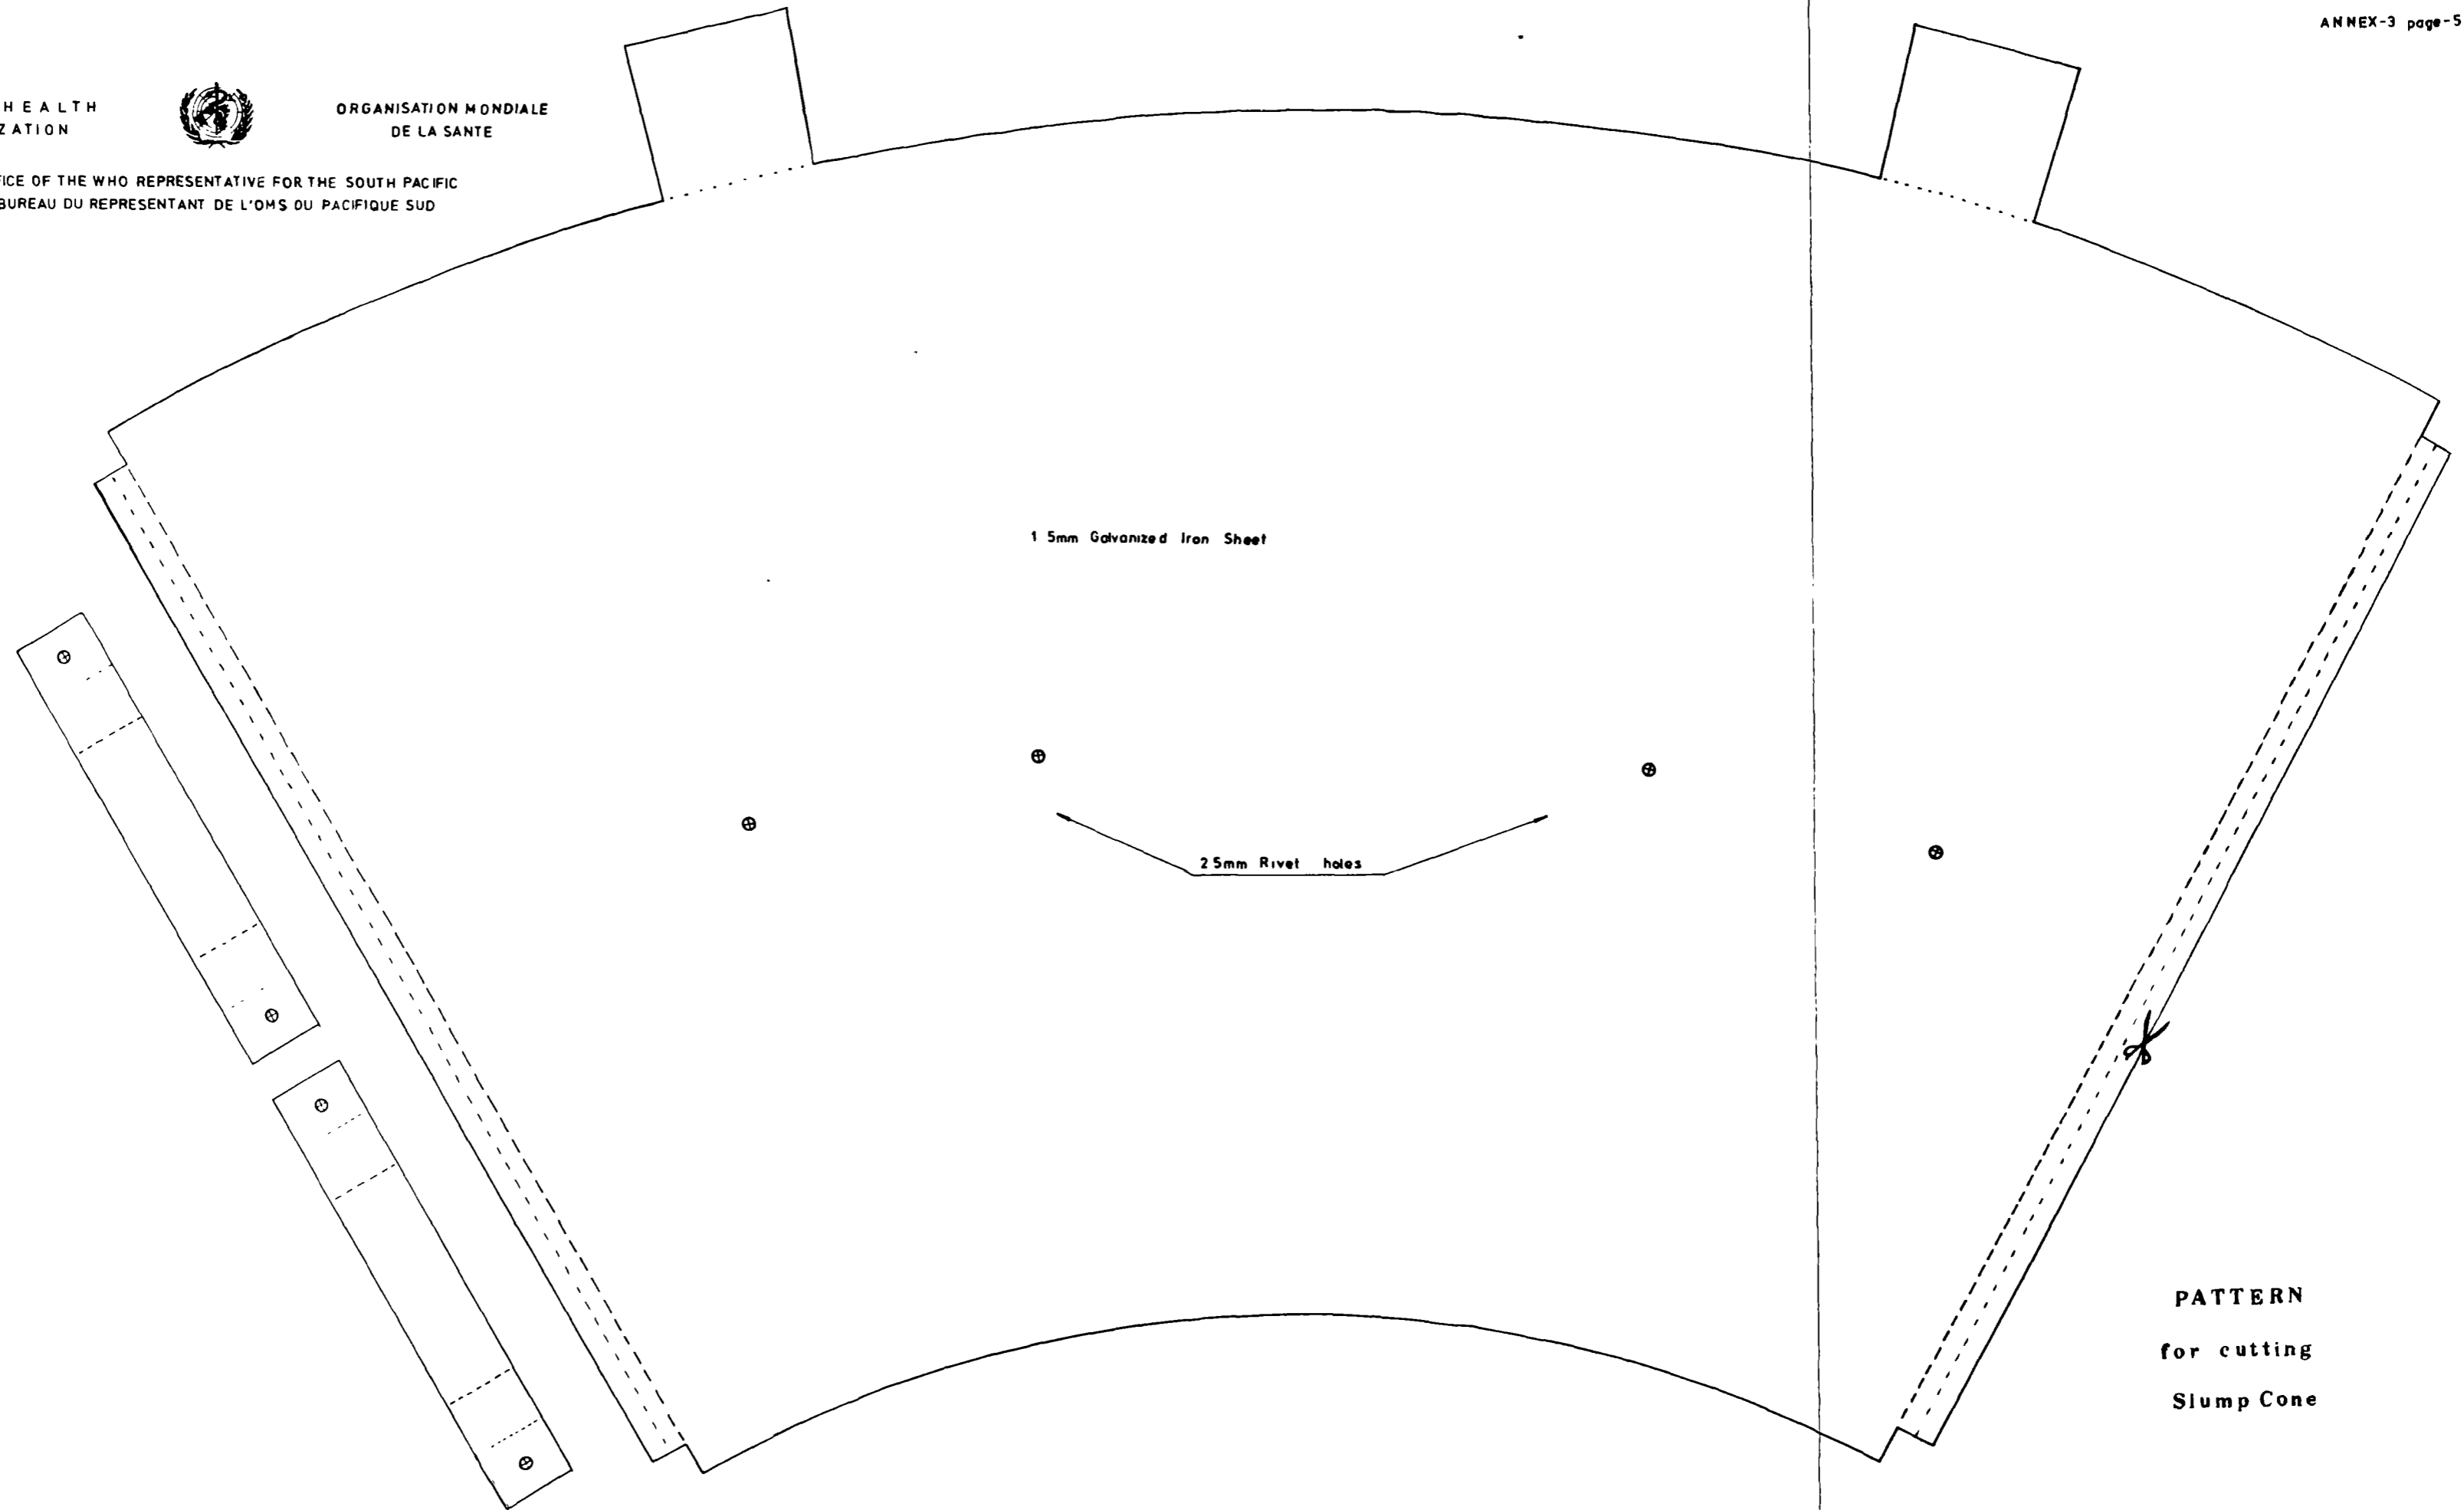 ANNEX-3 page-5
HEALTH
ZATION
ORGANISATION MONDIALE
DE LA SANTE
ICE OF THE WHO REPRESENTATIVE FOR THE SOUTH PACIFIC
BUREAU DU REPRESENTANT DE L'OMS DU PACIFIQUE SUD
1 5mm Galvanized Iron Sheet
2 5mm Rivet holes
PATTERN
for cutting
Slump Cone